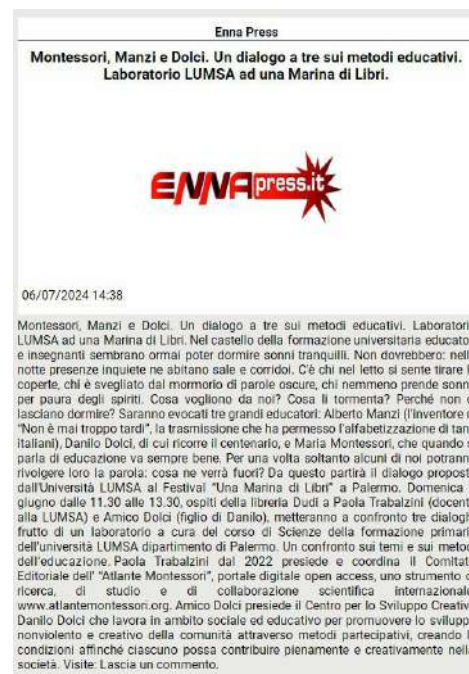 Enna Press
Montessori, Manzi e Dolci. Un dialogo a tre sui metodi educativi.
Laboratorio LUMSA ad una Marina di Libri.
ENNApress.it
06/07/2024 14:38
Montessori, Manzi e Dolci. Un dialogo a tre sui metodi educativi. Laboratori
LUMSA ad una Marina di Libri. Nel castello della formazione universitaria educato
e insegnanti sembrano ormai poter dormire sonni tranquilli. Non dovrebbero: nell
notte presenze inquiete ne abitano sale e corridoi. C'è chi nel letto si sente tirare l
coperte, chi è svegliato dal mormorio di parole oscure, chi nemmeno prende sonn
per paura degli spiriti. Cosa vogliono da noi? Cosa li tormenta? Perché non c
lasciano dormire? Saranno evocati tre grandi educatori: Alberto Manzi (l'inventore d
"Non è mai troppo tardi", la trasmissione che ha permesso l'alfabetizzazione di tan
italiani), Danilo Dolci, di cui ricorre il centenario, e Maria Montessori, che quando s
parla di educazione va sempre bene. Per una volta soltanto alcuni di noi potrann
rivolgere loro la parola: cosa ne verrà fuori? Da questo partirà il dialogo propost
dall'Università LUMSA al Festival "Una Marina di Libri" a Palermo. Domenica
giugno dalle 11.30 alle 13.30, ospiti della libreria Dudi a Paola Trabalzini (docent
alla LUMSA) e Amico Dolci (figlio di Danilo), metteranno a confronto tre dialogh
frutto di un laboratorio a cura del corso di Scienze della formazione primari
dell'università LUMSA dipartimento di Palermo. Un confronto sui temi e sui metod
dell'educazione. Paola Trabalzini dal 2022 presiede e coordina il Comitat
Editoriale dell' "Atlante Montessori", portale digitale open access, uno strumento d
ricerca, di studio e di collaborazione scientifica internazionale
www.atlantemontessori.org. Amico Dolci presiede il Centro per lo Sviluppo Creativ
Danilo Dolci che lavora in ambito sociale ed educativo per promuovere lo svilupp
nonviolento e creativo della comunità attraverso metodi partecipativi, creando l
condizioni affinché ciascuno possa contribuire pienamente e creativamente nell
società. Visite: Lascia un commento.